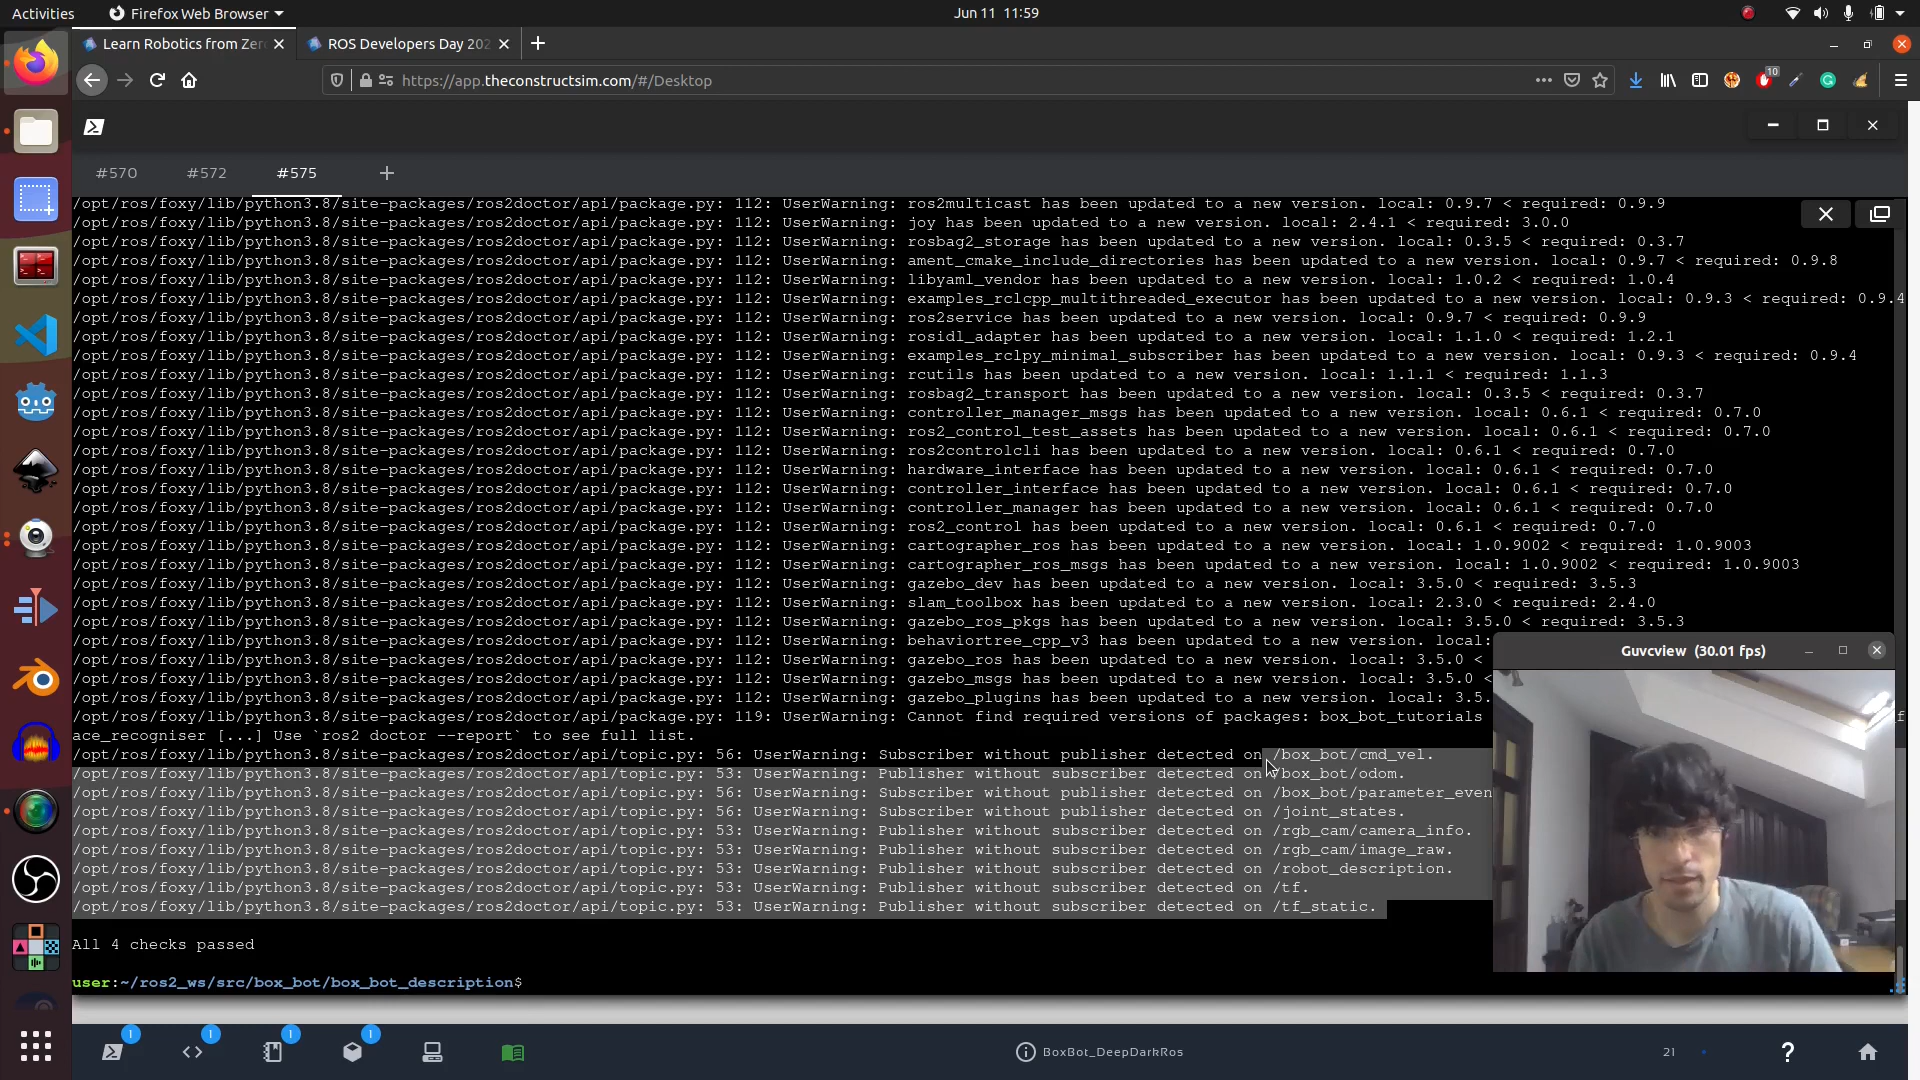 Activities
Firefox Web Browser
Jun 11 11:59
Learn Robotics from Zer
ROS Developers Day 202
https://app.theconstructsim.com/#/Desktop
10
#570
#572
#575
/opt/ros/foxy/lib/python3.8/site-packages/ros2doctor/api/package.py: 112: UserWarning: ros2multicast has been updated to a new version. local: 0.9.7 < required: 0.9.9
/opt/ros/foxy/lib/python3.8/site-packages/ros2doctor/api/package.py: 112: UserWarning: joy has been updated to a new version. local: 2.4.1 < required: 3.0.0
/opt/ros/foxy/lib/python3.8/site-packages/ros2doctor/api/package.py: 112: UserWarning: rosbag2_storage has been updated to a new version. local: 0.3.5 < required: 0.3.7
/opt/ros/foxy/lib/python3.8/site-packages/ros2doctor/api/package.py: 112: UserWarning: ament_cmake_include_directories has been updated to a new version. local: 0.9.7 < required: 0.9.8
/opt/ros/foxy/lib/python3.8/site-packages/ros2doctor/api/package.py: 112: UserWarning: libyaml_vendor has been updated to a new version. local: 1.0.2 < required: 1.0.4
/opt/ros/foxy/lib/python3.8/site-packages/ros2doctor/api/package.py: 112: UserWarning: examples_rclcpp_multithreaded_executor has been updated to a new version. local: 0.9.3 < required: 0.9.4
/opt/ros/foxy/lib/python3.8/site-packages/ros2doctor/api/package.py: 112: UserWarning: ros2service has been updated to a new version. local: 0.9.7 < required: 0.9.9
/opt/ros/foxy/lib/python3.8/site-packages/ros2doctor/api/package.py: 112: UserWarning: rosidl_adapter has been updated to a new version. local: 1.1.0 < required: 1.2.1
/opt/ros/foxy/lib/python3.8/site-packages/ros2doctor/api/package.py: 112: UserWarning: examples_rclpy_minimal_subscriber has been updated to a new version. local: 0.9.3 < required: 0.9.4
/opt/ros/foxy/lib/python3.8/site-packages/ros2doctor/api/package.py: 112: UserWarning: rcutils has been updated to a new version. local: 1.1.1 < required: 1.1.3
/opt/ros/foxy/lib/python3.8/site-packages/ros2doctor/api/package.py: 112: UserWarning: rosbag2_transport has been updated to a new version. local: 0.3.5 < required: 0.3.7
/opt/ros/foxy/lib/python3.8/site-packages/ros2doctor/api/package.py: 112: UserWarning: controller_manager_msgs has been updated to a new version. local: 0.6.1 < required: 0.7.0
/opt/ros/foxy/lib/python3.8/site-packages/ros2doctor/api/package.py: 112: UserWarning: ros2_control_test_assets has been updated to a new version. local: 0.6.1 < required: 0.7.0
/opt/ros/foxy/lib/python3.8/site-packages/ros2doctor/api/package.py: 112: UserWarning: ros2controlcli has been updated to a new version. local: 0.6.1 < required: 0.7.0
/opt/ros/foxy/lib/python3.8/site-packages/ros2doctor/api/package.py: 112: UserWarning: hardware_interface has been updated to a new version. local: 0.6.1 < required: 0.7.0
/opt/ros/foxy/lib/python3.8/site-packages/ros2doctor/api/package.py: 112: UserWarning: controller_interface has been updated to a new version. local: 0.6.1 < required: 0.7.0
/opt/ros/foxy/lib/python3.8/site-packages/ros2doctor/api/package.py: 112: UserWarning: controller_manager has been updated to a new version. local: 0.6.1 < required: 0.7.0
/opt/ros/foxy/lib/python3.8/site-packages/ros2doctor/api/package.py: 112: UserWarning: ros2_control has been updated to a new version. local: 0.6.1 < required: 0.7.0
/opt/ros/foxy/lib/python3.8/site-packages/ros2doctor/api/package.py: 112: UserWarning: cartographer_ros has been updated to a new version. local: 1.0.9002 < required: 1.0.9003
/opt/ros/foxy/lib/python3.8/site-packages/ros2doctor/api/package.py: 112: UserWarning: cartographer_ros_msgs has been updated to a new version. local: 1.0.9002 < required: 1.0.9003
/opt/ros/foxy/lib/python3.8/site-packages/ros2doctor/api/package.py: 112: UserWarning: gazebo_dev has been updated to a new version. local: 3.5.0 < required: 3.5.3
/opt/ros/foxy/lib/python3.8/site-packages/ros2doctor/api/package.py: 112: UserWarning: slam_toolbox has been updated to a new version. local: 2.3.0 < required: 2.4.0
/opt/ros/foxy/lib/python3.8/site-packages/ros2doctor/api/package.py: 112: UserWarning: gazebo_ros_pkgs has been updated to a new version. local: 3.5.0 < required: 3.5.3
/opt/ros/foxy/lib/python3.8/site-packages/ros2doctor/api/package.py: 112: UserWarning: behaviortree_cpp_v3 has been updated to a new version. local:
/opt/ros/foxy/lib/python3.8/site-packages/ros2doctor/api/package.py: 112: UserWarning: gazebo_ros has been updated to a new version. local: 3.5.0 <
/opt/ros/foxy/lib/python3.8/site-packages/ros2doctor/api/package.py: 112: UserWarning: gazebo_msgs has been updated to a new version. local: 3.5.0 <
/opt/ros/foxy/lib/python3.8/site-packages/ros2doctor/api/package.py: 112: UserWarning: gazebo_plugins has been updated to a new version. local: 3.5.
/opt/ros/foxy/lib/python3.8/site-packages/ros2doctor/api/package.py: 119: UserWarning: Cannot find required versions of packages: box_bot_tutorials f
ace_recogniser [...] Use `ros2 doctor --report` to see full list.
/opt/ros/foxy/lib/python3.8/site-packages/ros2doctor/api/topic.py: 56: UserWarning: Subscriber without publisher detected on /box_bot/cmd_vel.
/opt/ros/foxy/lib/python3.8/site-packages/ros2doctor/api/topic.py: 53: UserWarning: Publisher without subscriber detected on /box_bot/odom.
/opt/ros/foxy/lib/python3.8/site-packages/ros2doctor/api/topic.py: 56: UserWarning: Subscriber without publisher detected on /box_bot/parameter_even
/opt/ros/foxy/lib/python3.8/site-packages/ros2doctor/api/topic.py: 56: UserWarning: Subscriber without publisher detected on /joint_states.
/opt/ros/foxy/lib/python3.8/site-packages/ros2doctor/api/topic.py: 53: UserWarning: Publisher without subscriber detected on /rgb_cam/camera_info.
/opt/ros/foxy/lib/python3.8/site-packages/ros2doctor/api/topic.py: 53: UserWarning: Publisher without subscriber detected on /rgb_cam/image_raw.
/opt/ros/foxy/lib/python3.8/site-packages/ros2doctor/api/topic.py: 53: UserWarning: Publisher without subscriber detected on /robot_description.
/opt/ros/foxy/lib/python3.8/site-packages/ros2doctor/api/topic.py: 53: UserWarning: Publisher without subscriber detected on /tf.
/opt/ros/foxy/lib/python3.8/site-packages/ros2doctor/api/topic.py: 53: UserWarning: Publisher without subscriber detected on /tf_static.
All 4 checks passed
user:~/ros2_ws/src/box_bot/box_bot_description$
Guvcview (30.01 fps)
1
1
1
1
BoxBot_DeepDarkRos
21